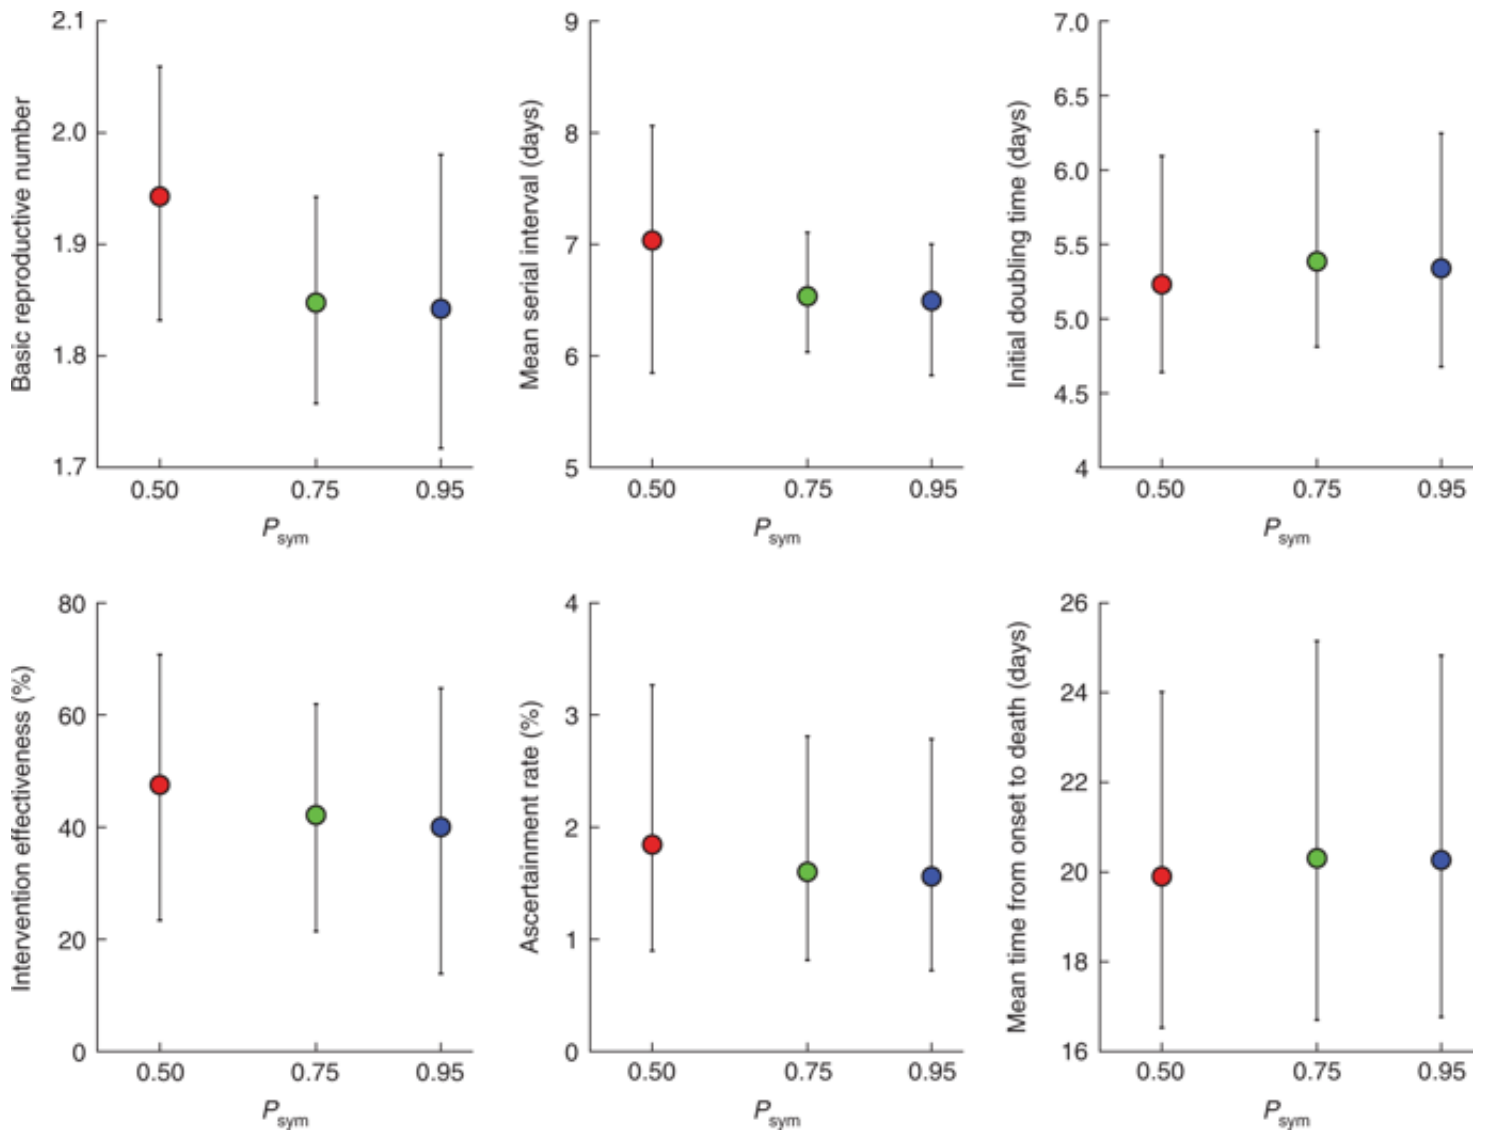 Basic reproductive number
2.1
2.0
1.9
1.8
1.7
0.50 0.75 0.95
Psym
Mean serial interval (days)
9
8
7
6
5
0.50 0.75 0.95
Psym
Initial doubling time (days)
7.0
6.5
6.0
5.5
5.0
4.5
4
0.50 0.75 0.95
Psym
Intervention effectiveness (%)
80
60
40
20
0
0.50 0.75 0.95
Psym
Ascertainment rate (%)
4
3
2
1
0
0.50 0.75 0.95
Psym
Mean time from onset to death (days)
26
24
22
20
18
16
0.50 0.75 0.95
Psym